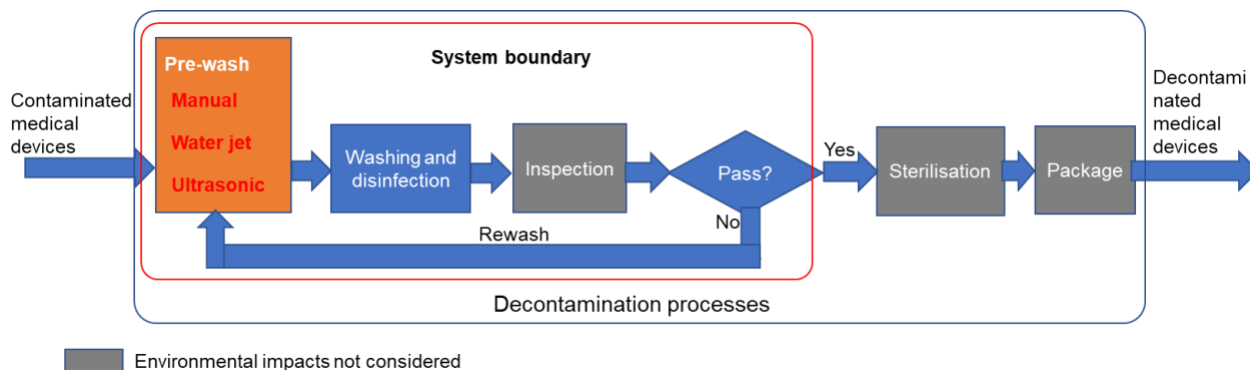 System boundary
Contaminated
medical
devices
Pre-wash
Manual
Water jet
Ultrasonic
Washing and
disinfection
Inspection
Pass?
Yes
No
Rewash
Sterilisation
Package
Decontami
nated
medical
devices
Decontamination processes
Environmental impacts not considered